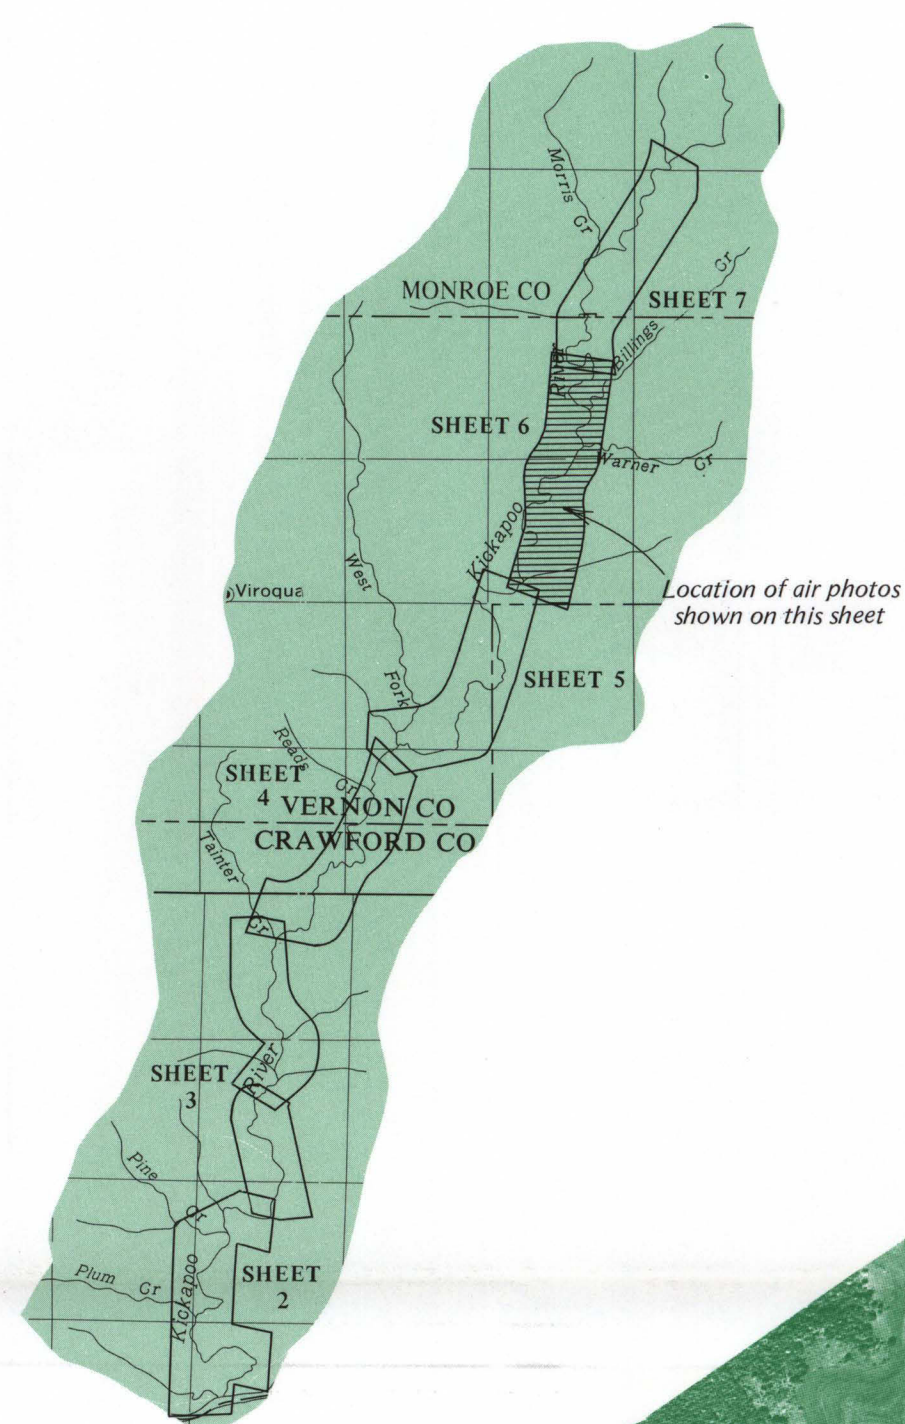 Morris Cr
MONROE CO
SHEET 7
Cr
Billings
River
SHEET 6
Warner Cr
Kickapoo
Viroqua
West
Fork
Location of air photos
shown on this sheet
SHEET 5
Reads
Cr
SHEET
4
VERNON CO
CRAWFORD CO
Tainter
Cr
SHEET
3
River
Pine
Cr
Plum Cr
Kickapoo
SHEET
2